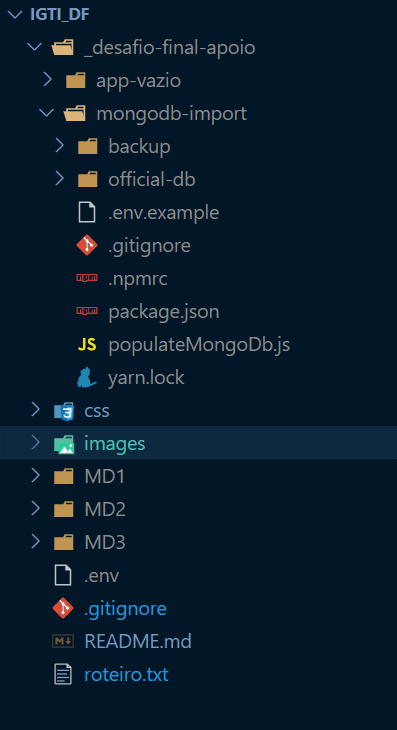 IGTI_DF
_desafio-final-apoio
app-vazio
mongodb-import
backup
official-db
.env.example
.gitignore
.npmrc
package.json
JS populateMongoDb.js
yarn.lock
css
images
MD1
MD2
MD3
.env
.gitignore
README.md
roteiro.txt